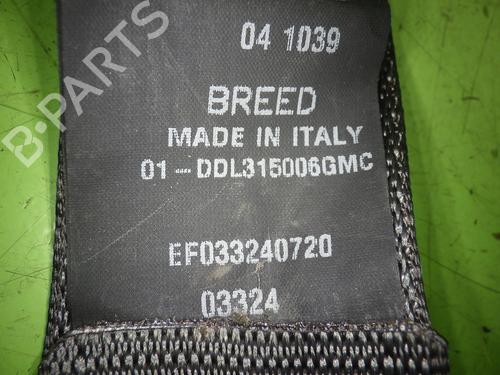 B-PARTS
04 1039
BREED
MADE IN ITALY
01-DDL315006GMC
EF033240720
03324